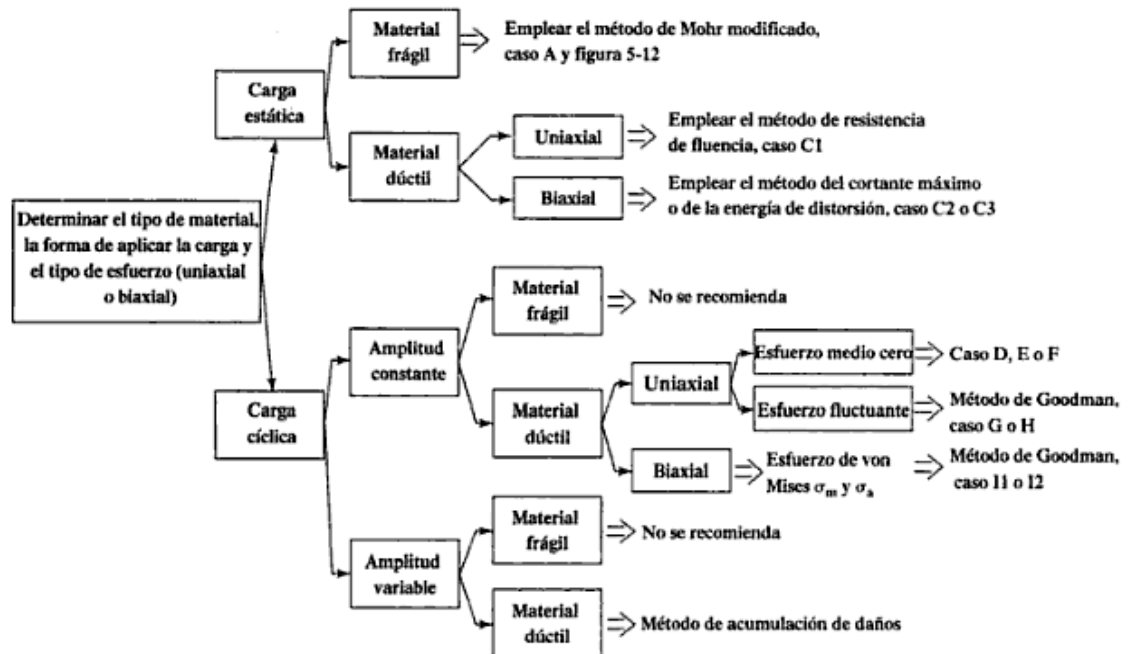 Material
frágil
Emplear el método de Mohr modificado,
caso A y figura 5-12
Carga
estática
Material
dúctil
Uniaxial
Emplear el método de resistencia
de fluencia, caso C1
Biaxial
Emplear el método del cortante máximo
o de la energía de distorsión, caso C2 o C3
Determinar el tipo de material,
la forma de aplicar la carga y
el tipo de esfuerzo (uniaxial
o biaxial)
Carga
cíclica
Amplitud
constante
Material
frágil
No se recomienda
Material
dúctil
Uniaxial
Esfuerzo medio cero
Caso D, E o F
Esfuerzo fluctuante
Método de Goodman,
caso G o H
Biaxial
Esfuerzo de von
Mises σm y σa
Método de Goodman,
caso I1 o I2
Amplitud
variable
Material
frágil
No se recomienda
Material
dúctil
Método de acumulación de daños